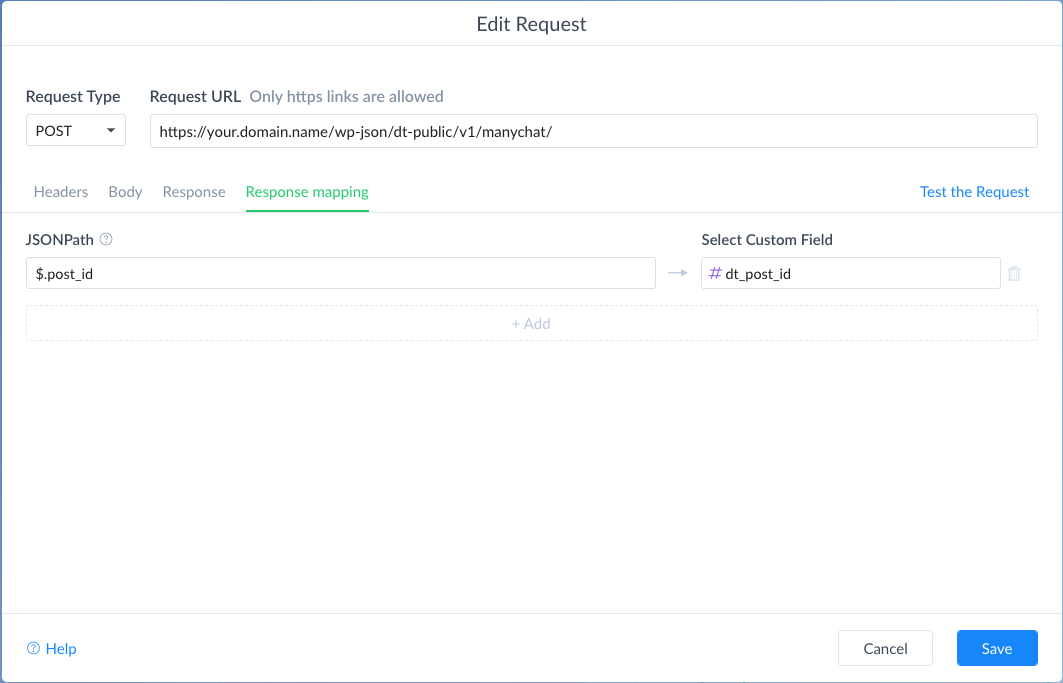 Edit Request
Request Type
Request URL Only https links are allowed
POST
https://your.domain.name/wp-json/dt-public/v1/manychat/
Headers Body Response Response mapping Test the Request
JSONPath ?
Select Custom Field
$.post_id
# dt_post_id
+ Add
? Help
Cancel
Save